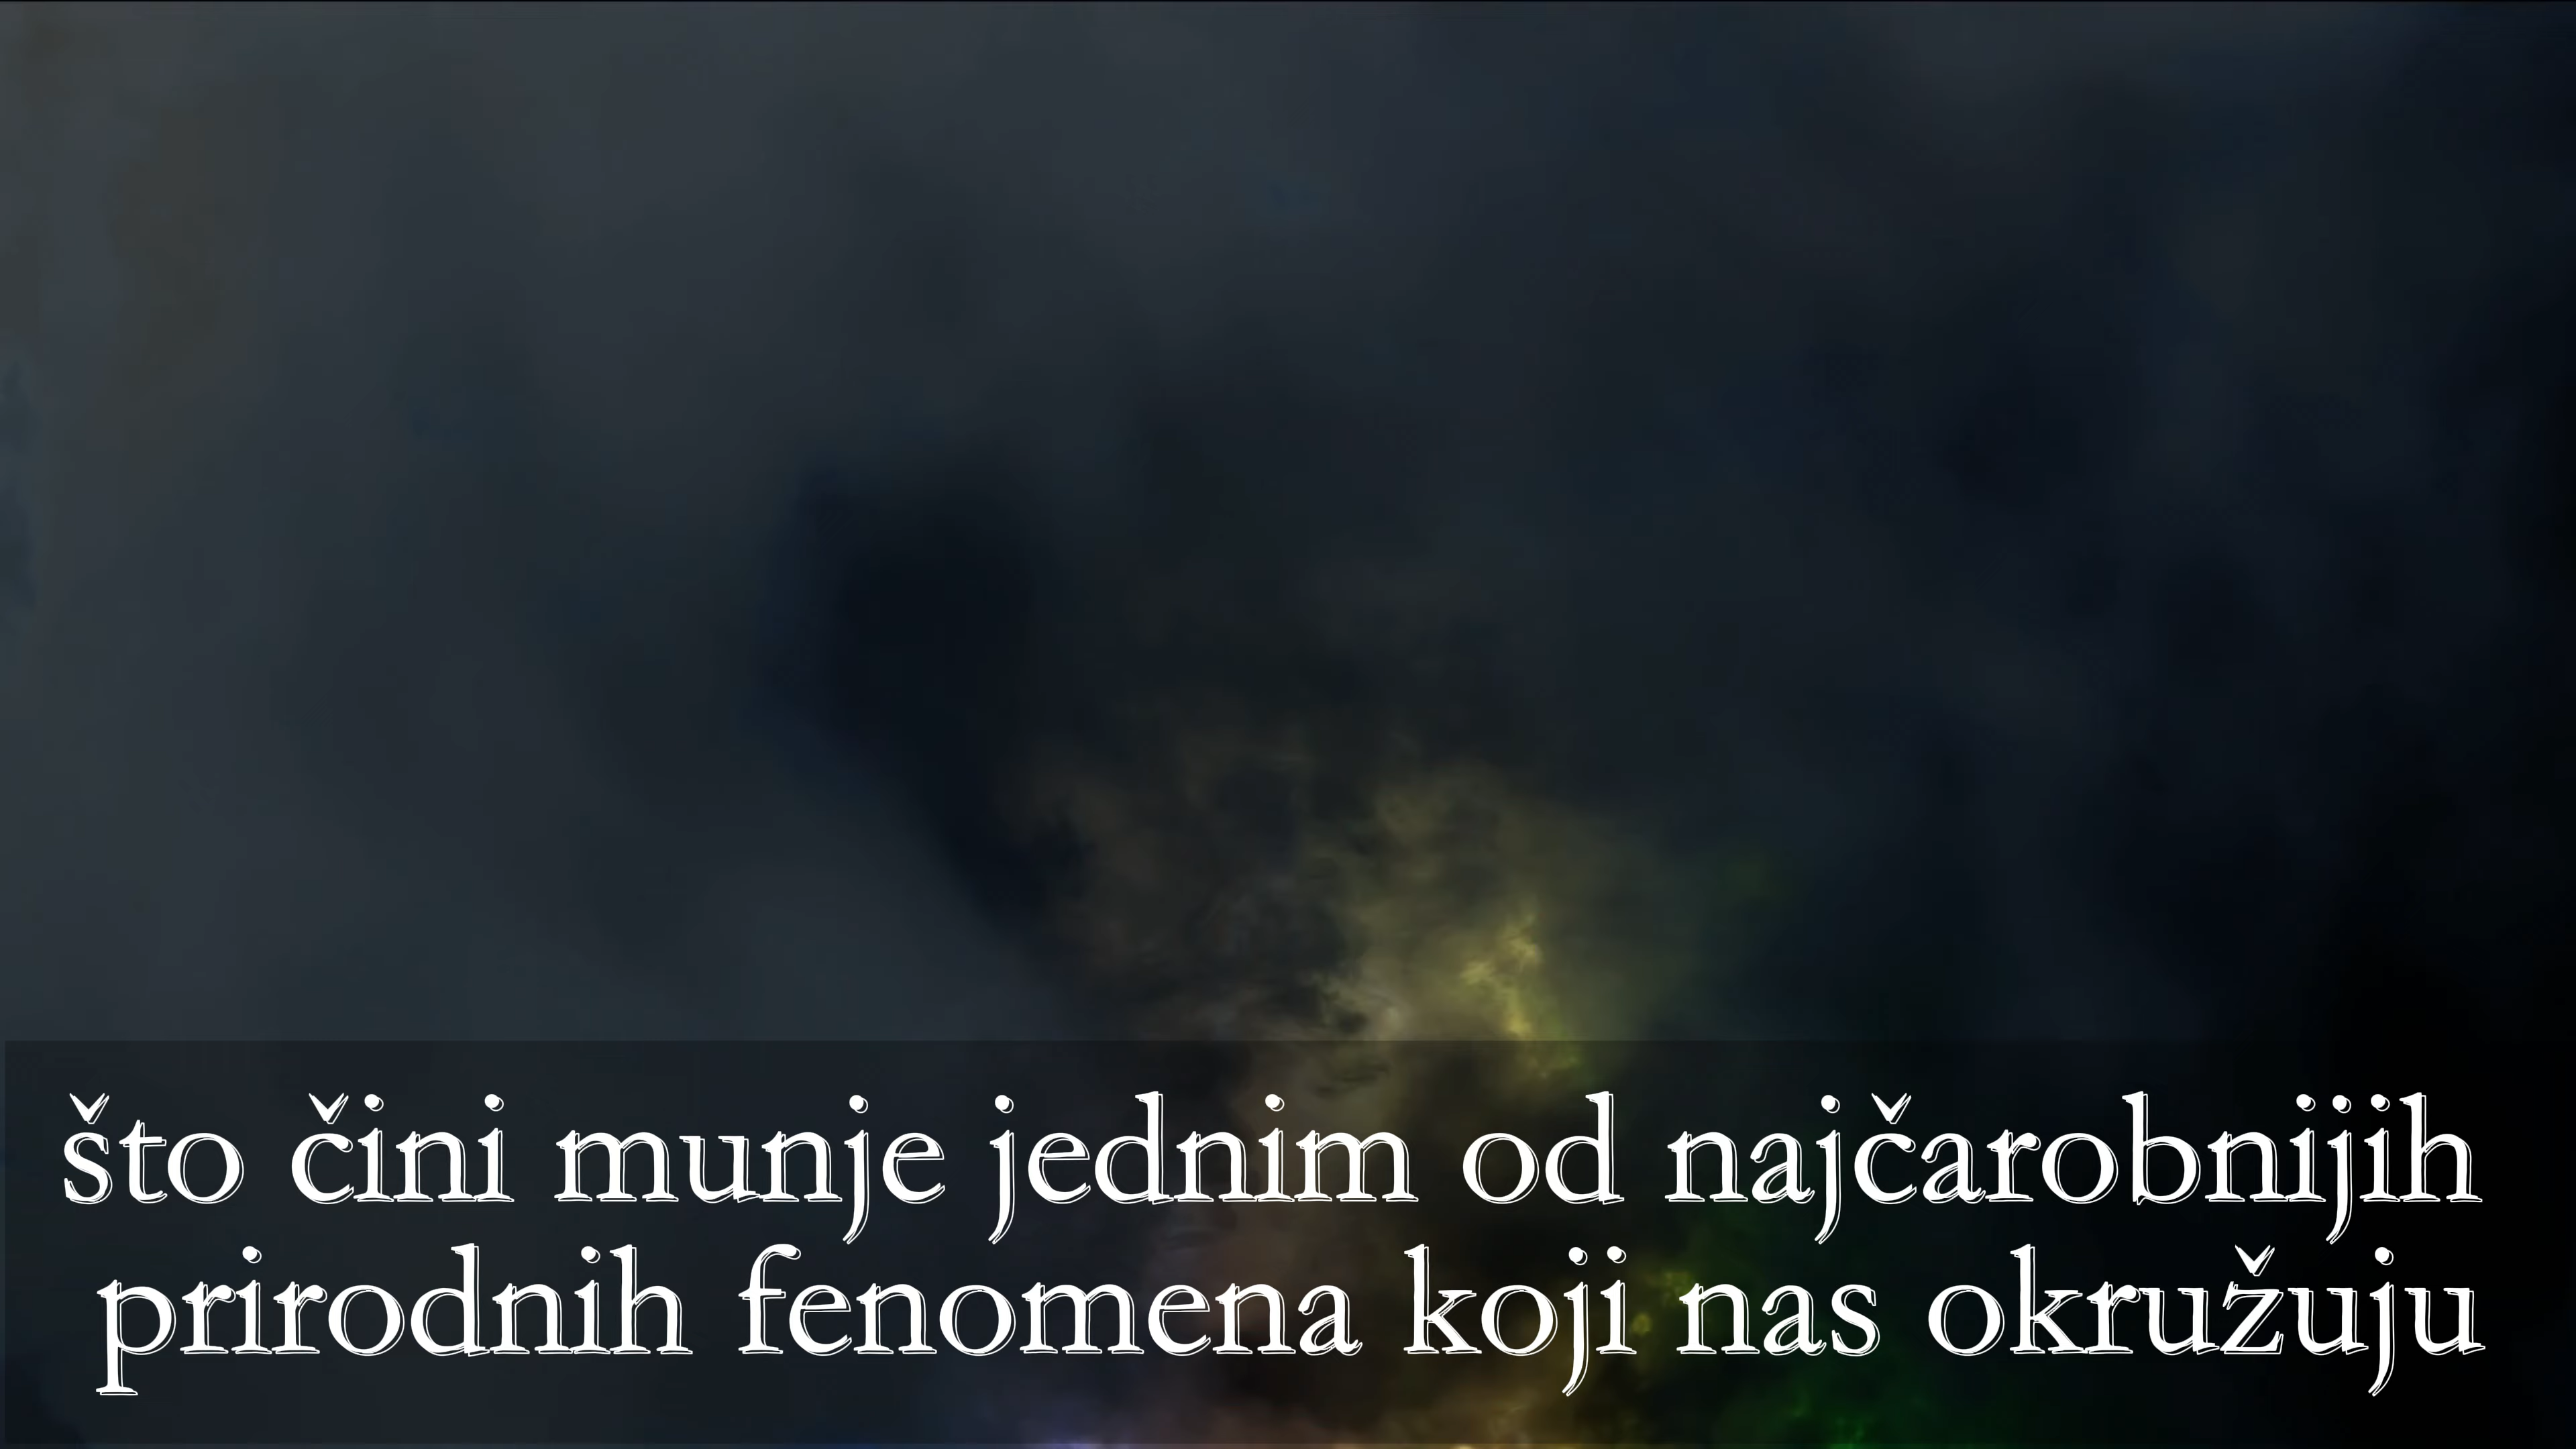 što čini munje jednim od najčarobnijih
prirodnih fenomena koji nas okružuju